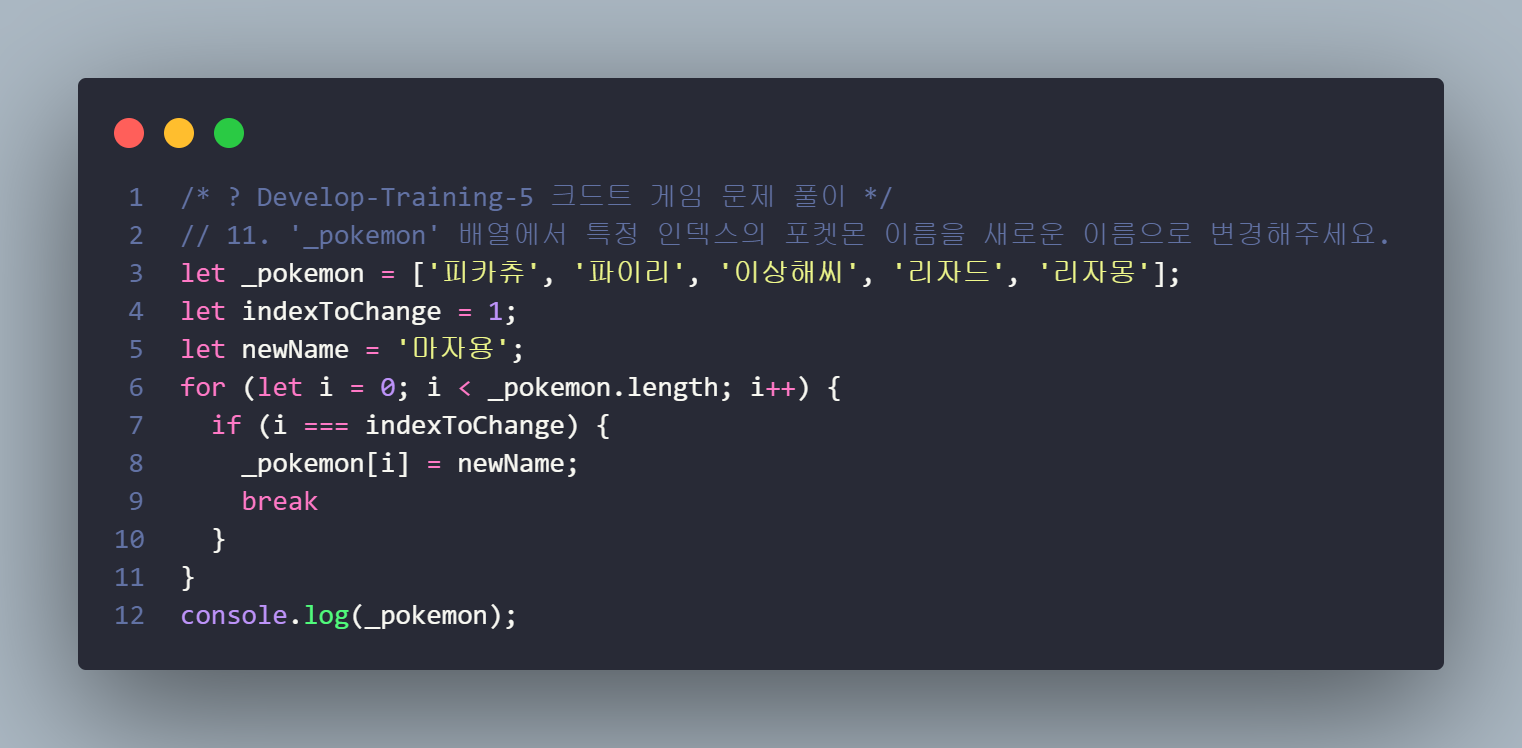 1 /* ? Develop-Training-5 크드트 게임 문제 풀이 */
2 // 11. '_pokemon' 배열에서 특정 인덱스의 포켓몬 이름을 새로운 이름으로 변경해주세요.
3 let _pokemon = ['피카츄', '파이리', '이상해씨', '리자드', '리자몽'];
4 let indexToChange = 1;
5 let newName = '마자용';
6 for (let i = 0; i < _pokemon.length; i++) {
7 if (i === indexToChange) {
8 _pokemon[i] = newName;
9 break
10 }
11 }
12 console.log(_pokemon);